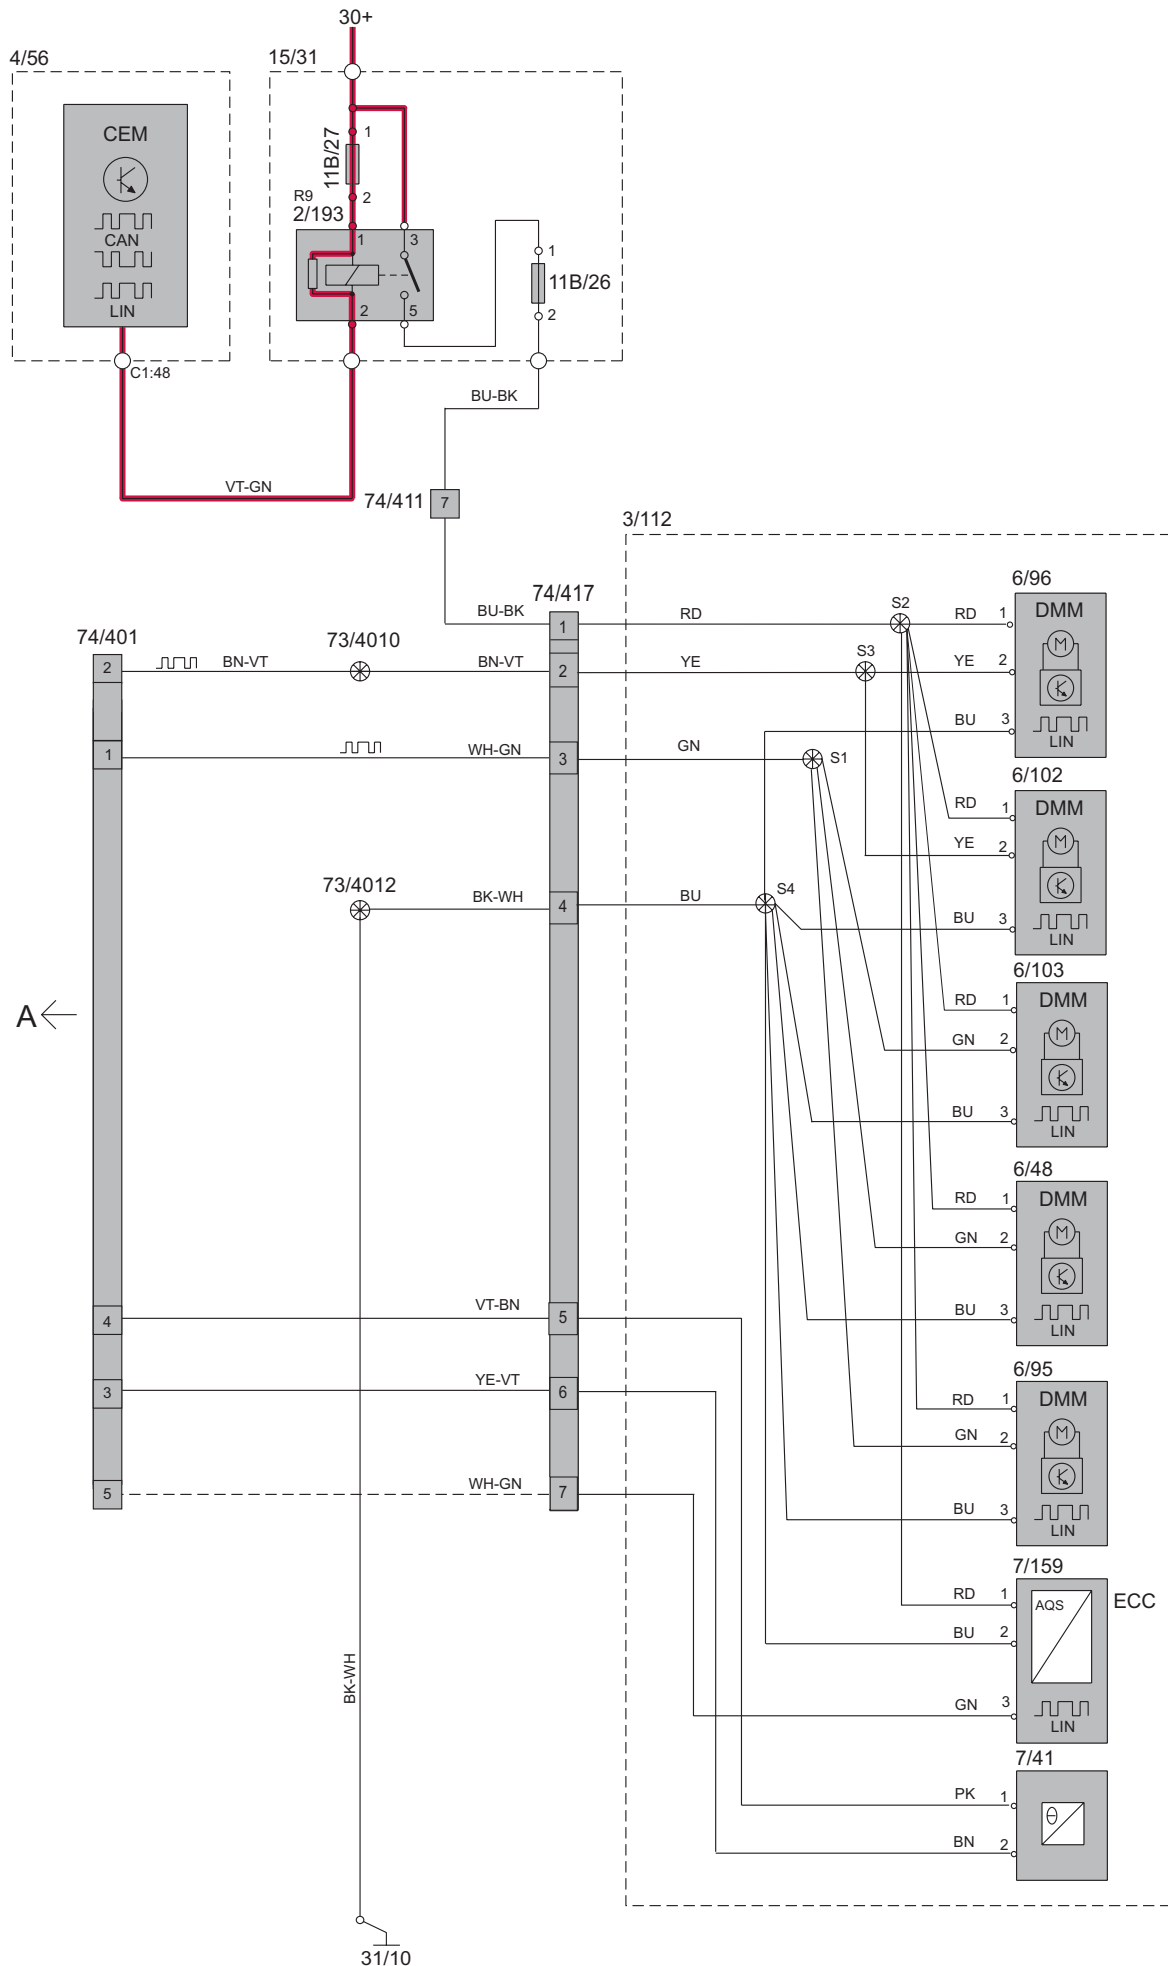 30+
4/56
15/31
CEM
CAN
LIN
C1:48
1
11B/27
2
R9
2/193
1
3
2
5
1
11B/26
2
BU-BK
VT-GN
74/411
7
3/112
74/417
BU-BK
1
RD
S2
RD
1
6/96
DMM
M
LIN
74/401
2
BN-VT
73/4010
BN-VT
2
YE
S3
YE
2
BU
3
1
WH-GN
3
GN
S1
6/102
DMM
M
LIN
RD
1
YE
2
BU
3
73/4012
BK-WH
4
BU
S4
6/103
DMM
M
LIN
RD
1
GN
2
BU
3
A
6/48
DMM
M
LIN
RD
1
GN
2
BU
3
4
VT-BN
5
3
YE-VT
6
5
WH-GN
7
6/95
DMM
M
LIN
RD
1
GN
2
BU
3
7/159
AQS
ECC
LIN
RD
1
BU
2
GN
3
BK-WH
7/41
Θ
PK
1
BN
2
31/10